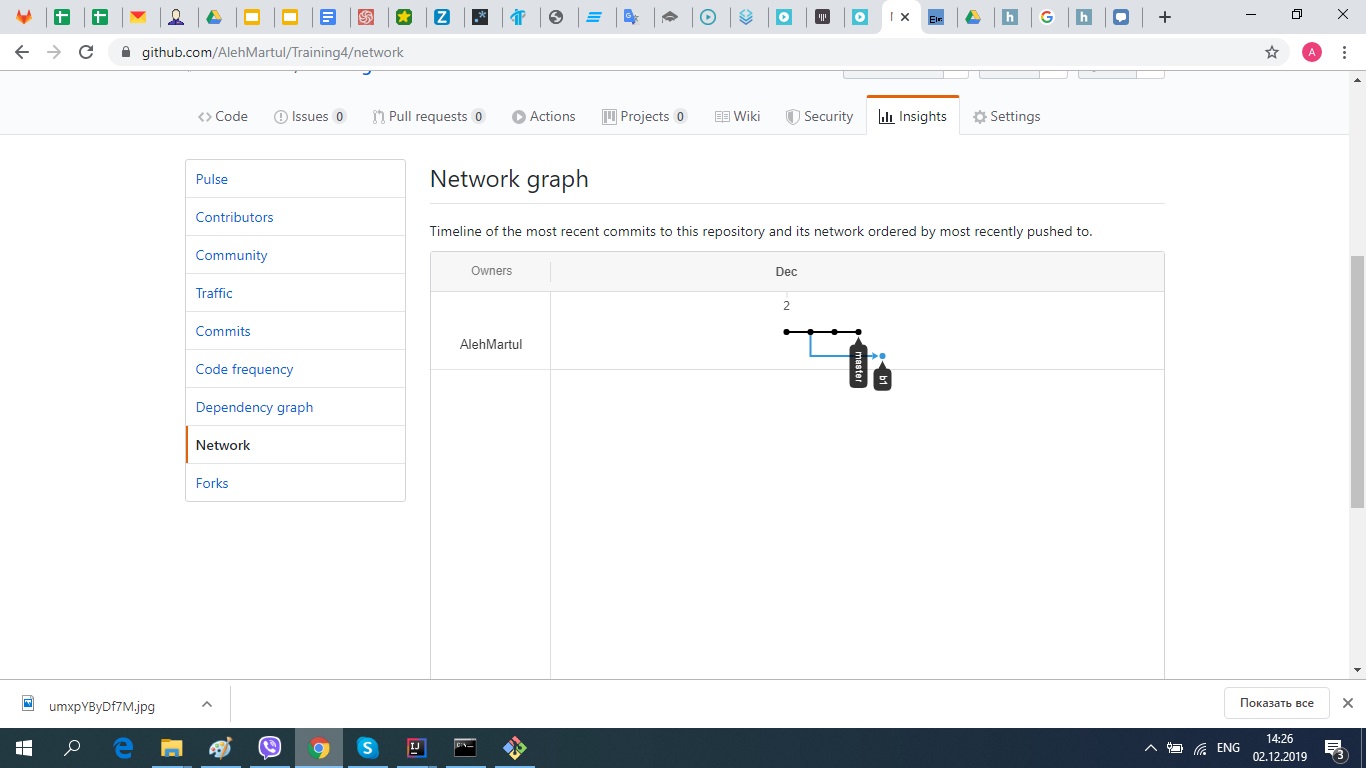 github.com/AlehMartul/Training4/network
A
Code
Issues 0
Pull requests 0
Actions
Projects 0
Wiki
Security
Insights
Settings
Pulse
Contributors
Community
Traffic
Commits
Code frequency
Dependency graph
Network
Forks
Network graph
Timeline of the most recent commits to this repository and its network ordered by most recently pushed to.
Owners
Dec
2
AlehMartul
master
b1
umxpYByDf7M.jpg
Показать все
ENG
14:26
02.12.2019
3